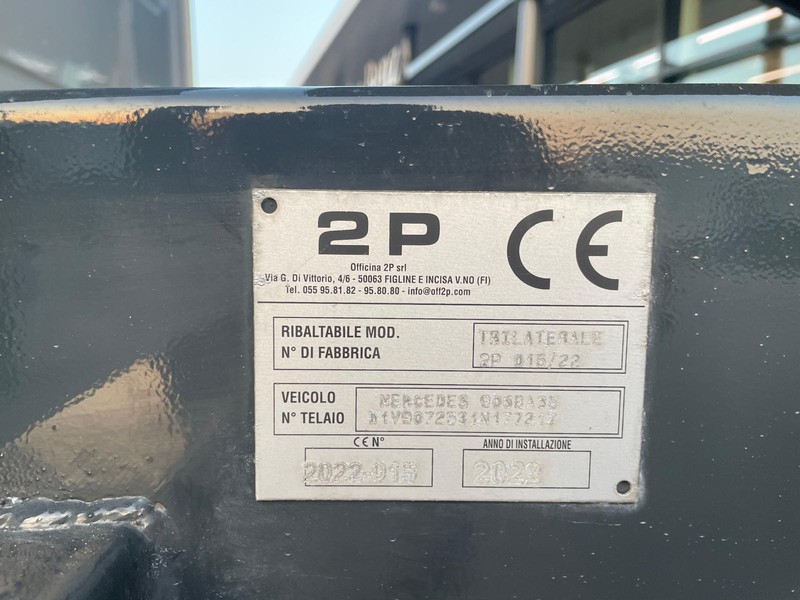 2P CE
Officina 2P srl
Via G. Di Vittorio, 4/6 - 50063 FIGLINE E INCISA V.NO (FI)
Tel. 055 95.81.82 - 95.80.80 - info@off2p.com
RIBALTABILE MOD. TRILATERALE
N° DI FABBRICA 2P 015/22
VEICOLO MERCEDES
N° TELAIO
CE N° ANNO DI INSTALLAZIONE
2022-015